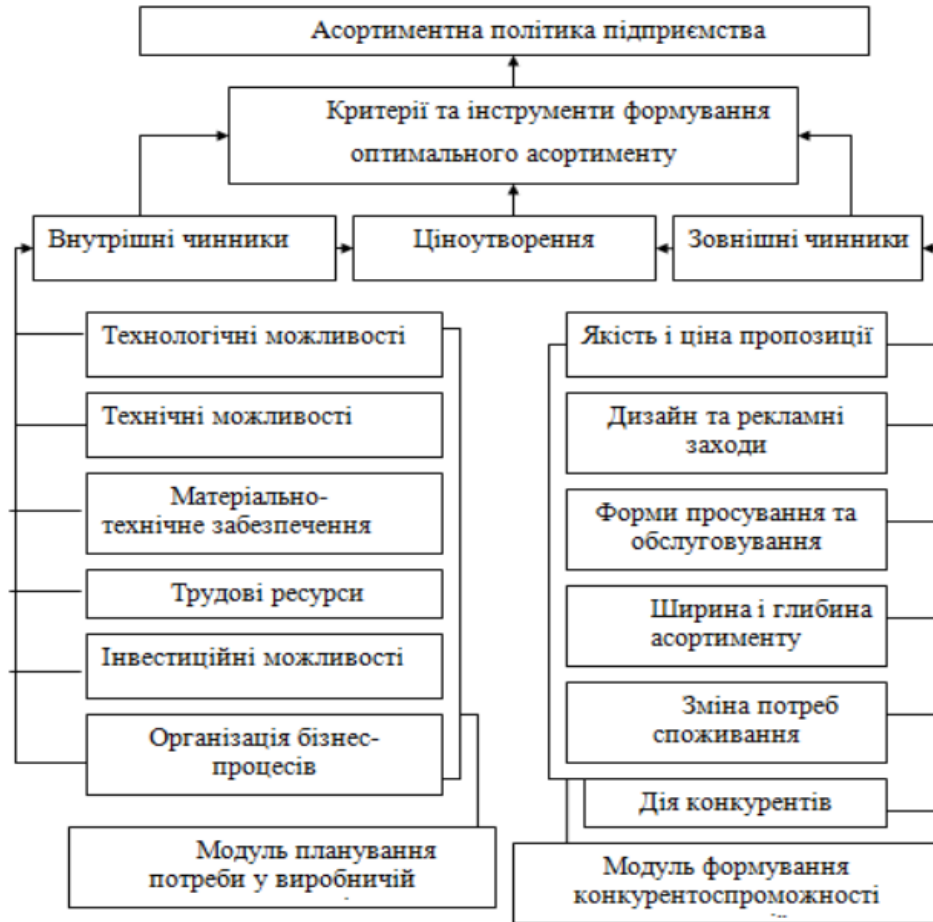 Асортиментна політика підприємства
Критерії та інструменти формування
оптимального асортименту
Внутрішні чинники
Ціноутворення
Зовнішні чинники
Технологічні можливості
Технічні можливості
Матеріально-
технічне забезпечення
Трудові ресурси
Інвестиційні можливості
Організація бізнес-
процесів
Модуль планування
потреби у виробничій
Якість і ціна пропозиції
Дизайн та рекламні
заходи
Форми просування та
обслуговування
Ширина і глибина
асортименту
Зміна потреб
споживання
Дія конкурентів
Модуль формування
конкурентоспроможності